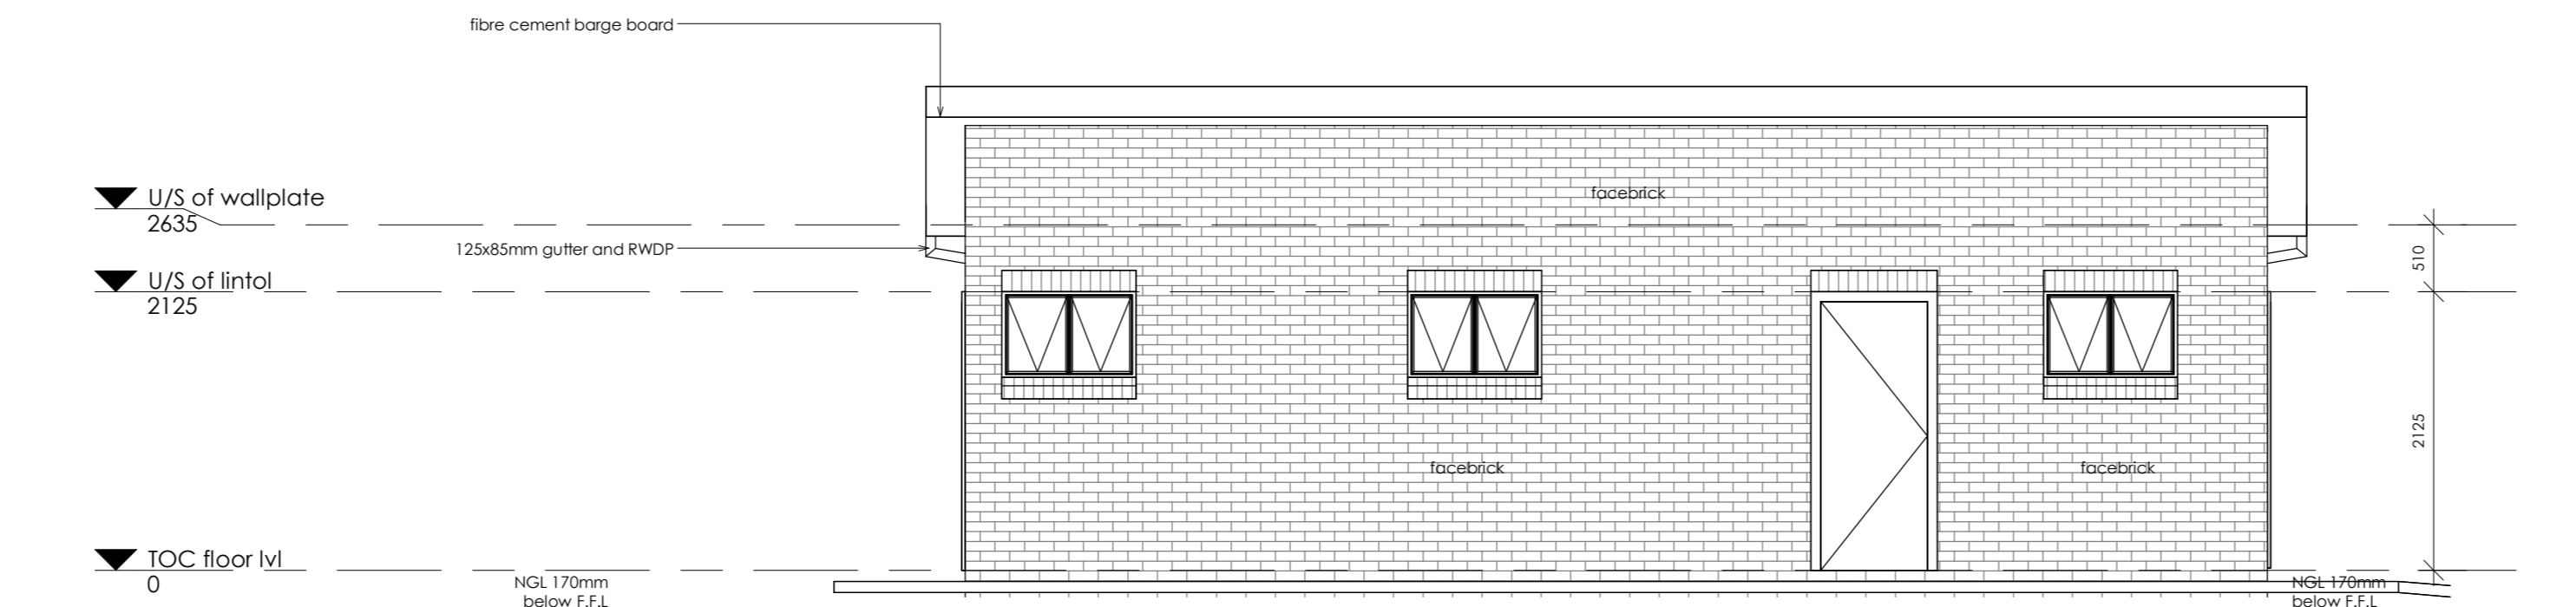 fibre cement barge board
facebrick
U/S of wallplate
2635
125x85mm gutter and RWDP
510
U/S of lintol
2125
2125
facebrick
facebrick
TOC floor lvl
0
NGL 170mm
below F.F.L
NGL 170mm
below F.F.L